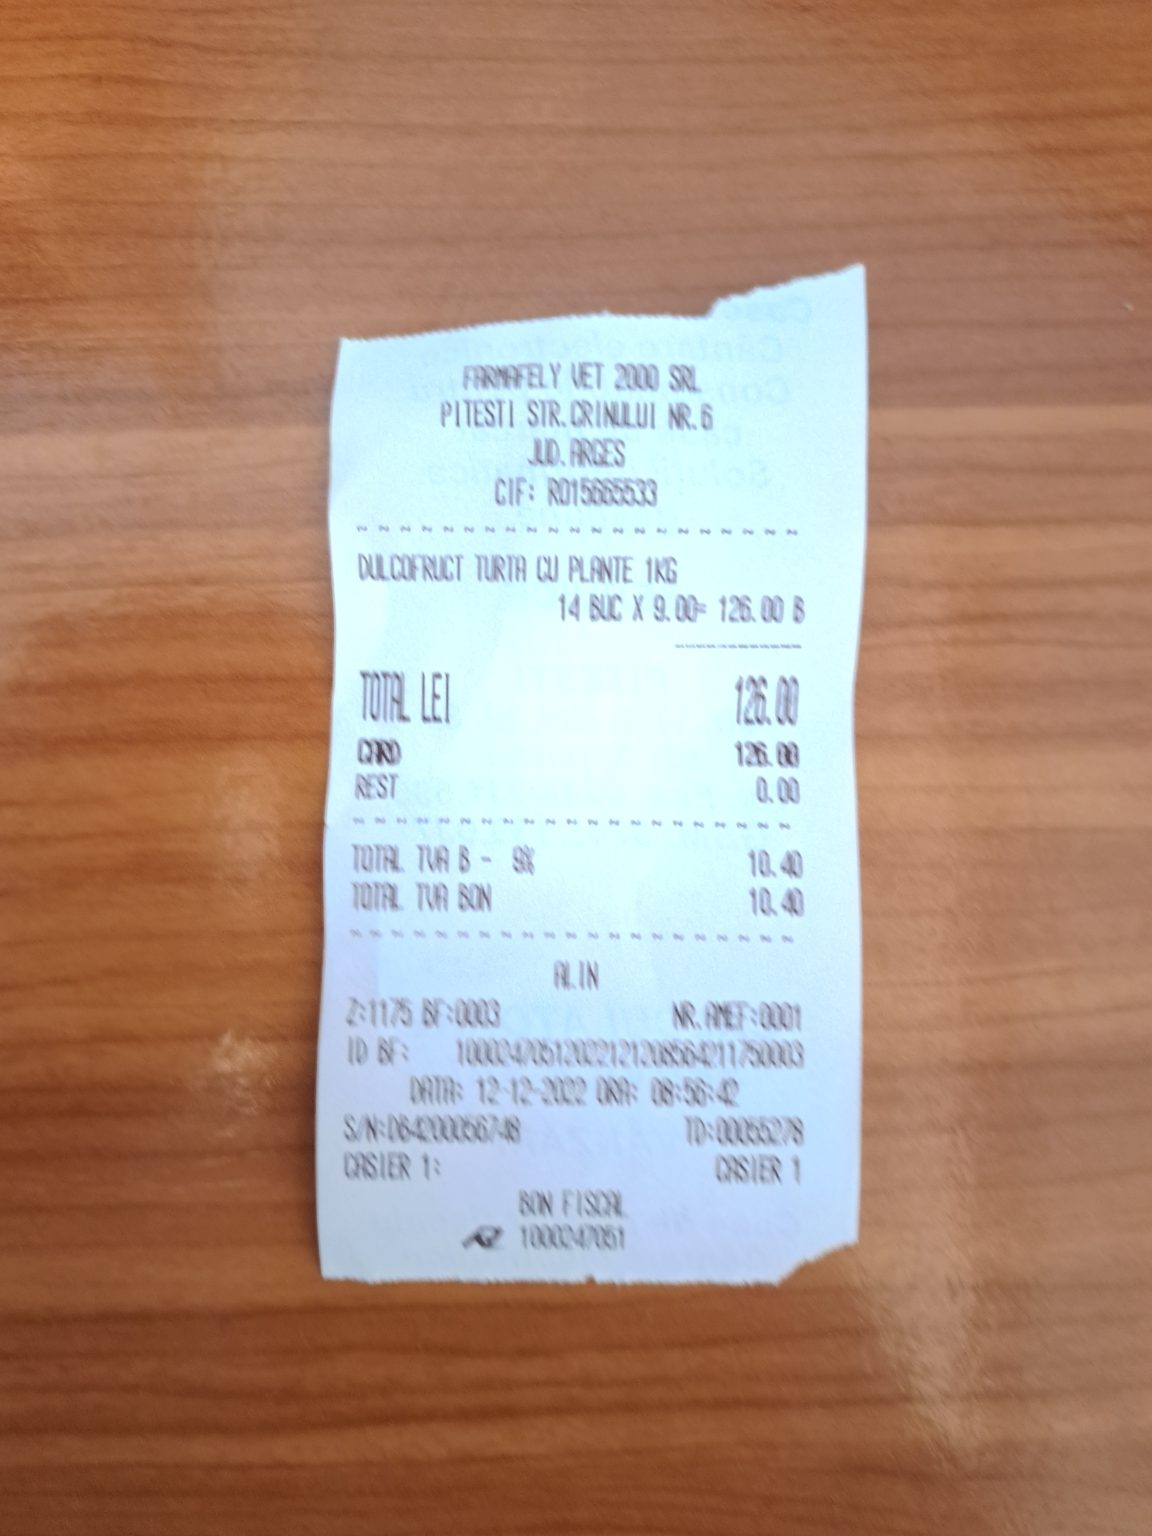 FARMAFELY VET 2000 SRL
PITESTI STR.CRINULUI NR.6
JUD.ARGES
CIF: RO15665533
~ ~ ~ ~ ~ ~ ~ ~ ~ ~ ~ ~ ~ ~ ~ ~ ~ ~ ~ ~ ~
DULCOFRUCT TURTA CU PLANTE 1KG
14 BUC X 9.00= 126.00 B
------------
TOTAL LEI 126.00
CARD 126.00
REST 0.00
~ ~ ~ ~ ~ ~ ~ ~ ~ ~ ~ ~ ~ ~ ~ ~ ~ ~ ~ ~ ~
TOTAL TVA B - 9% 10.40
TOTAL TVA BON 10.40
~ ~ ~ ~ ~ ~ ~ ~ ~ ~ ~ ~ ~ ~ ~ ~ ~ ~ ~ ~ ~
ALIN
Z:1175 BF:0003 NR.AMEF:0001
ID BF: 10002470512022121208564211750003
DATA: 12-12-2022 ORA: 08:56:42
S/N:DB4200056748 TD:00055278
CASIER 1: CASIER 1
BON FISCAL
1000247051